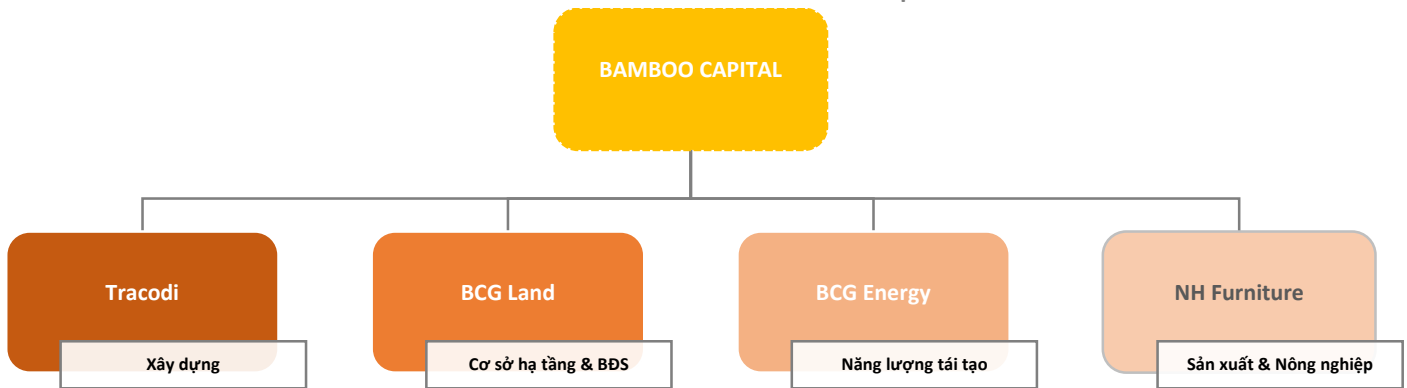 BAMBOO CAPITAL
Tracodi
BCG Land
BCG Energy
NH Furniture
Xây dựng
Cơ sở hạ tầng & BĐS
Năng lượng tái tạo
Sản xuất & Nông nghiệp